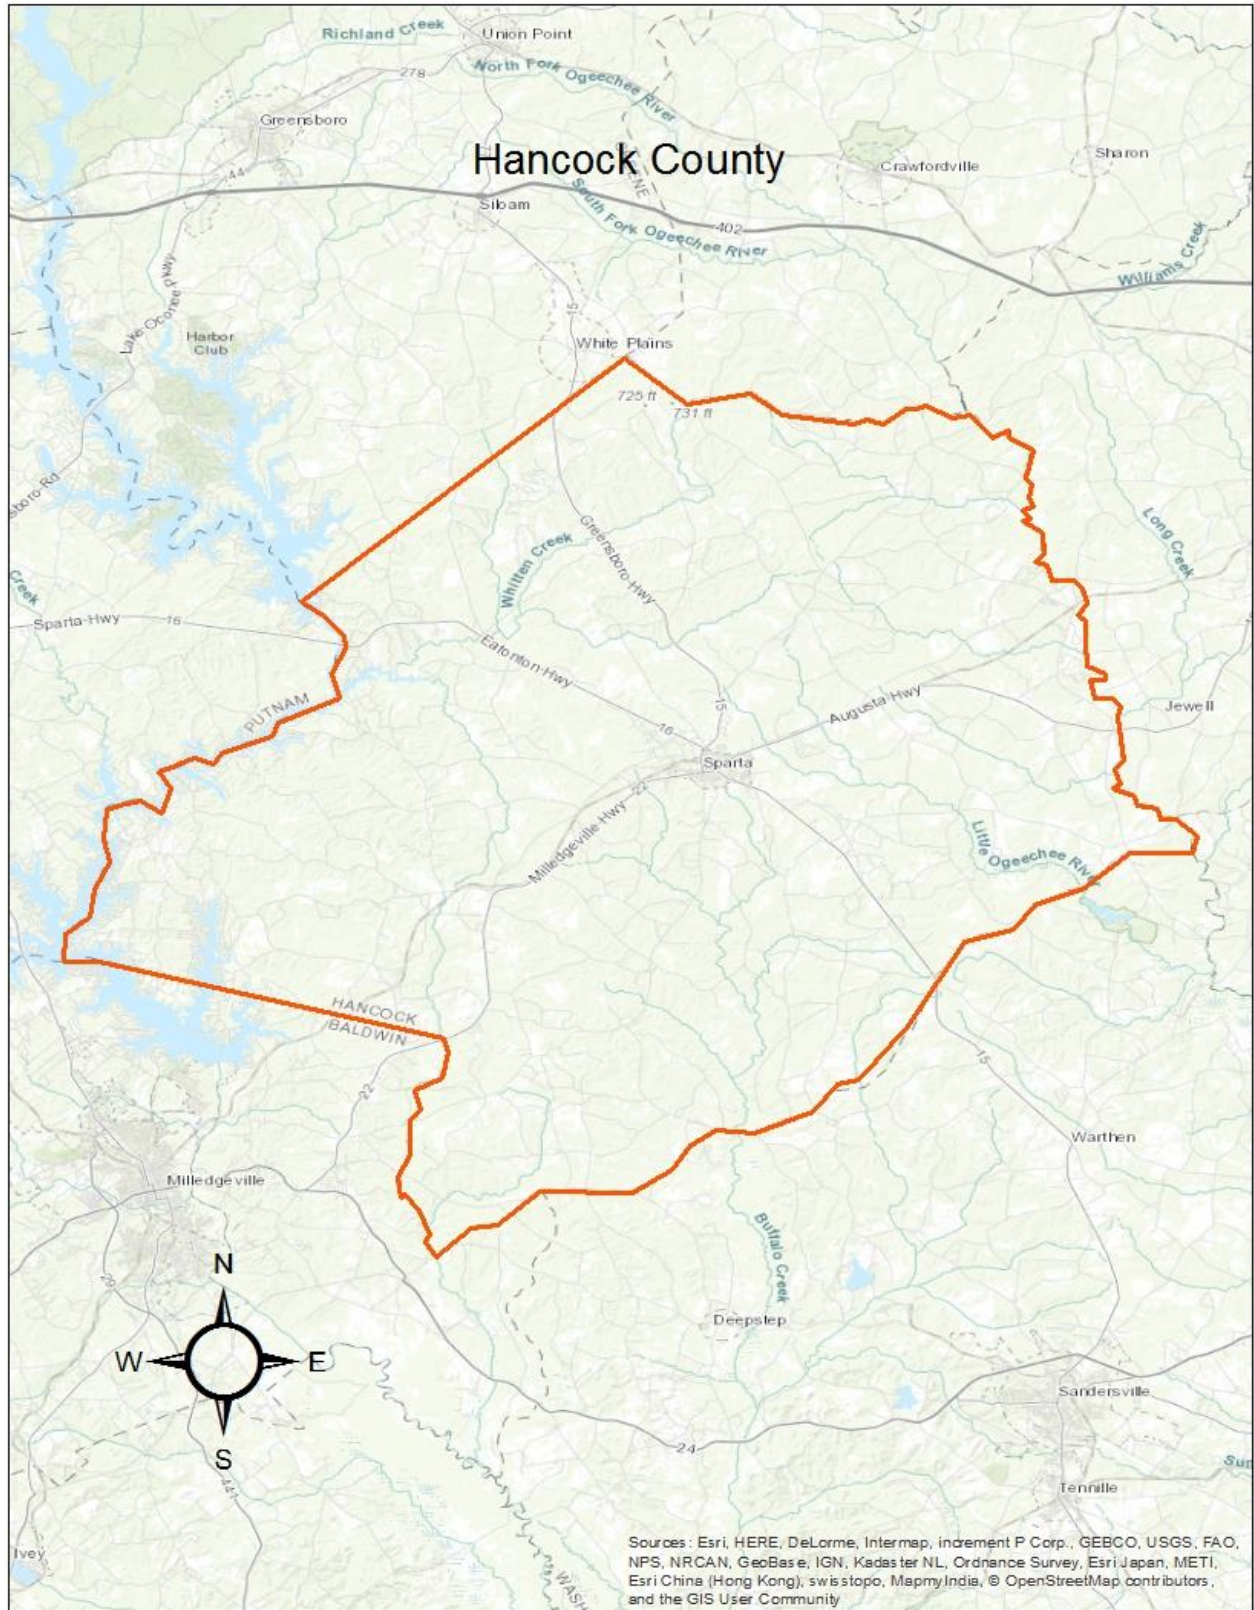 Richland Creek
Union Point
North Fork Ogeechee River
278
Greensboro
Hancock County
Crawfordville
Sharon
44
Siloam
South Fork Ogeechee River
402
Williams Creek
Lake Oconee Pkwy
15
Harbor
Club
White Plains
725 ft
731 ft
sboro-Rd
Greensboro-Hwy
Long Creek
Whitten Creek
Creek
Sparta-Hwy
16
Eatonton-Hwy
PUTNAM
16
15
Augusta-Hwy
Jewell
Sparta
22
Milledgeville-Hwy
Little Ogeechee River
HANCOCK
BALDWIN
22
15
Warthen
Milledgeville
Buffalo Creek
29
N
Deepstep
W
E
Sandersville
S
24
441
Tennille
Ivey
WASH
Sources: Esri, HERE, DeLorme, Intermap, increment P Corp., GEBCO, USGS, FAO,
NPS, NRCAN, GeoBase, IGN, Kadaster NL, Ordnance Survey, Esri Japan, METI,
Esri China (Hong Kong), swisstopo, MapmyIndia, © OpenStreetMap contributors,
and the GIS User Community